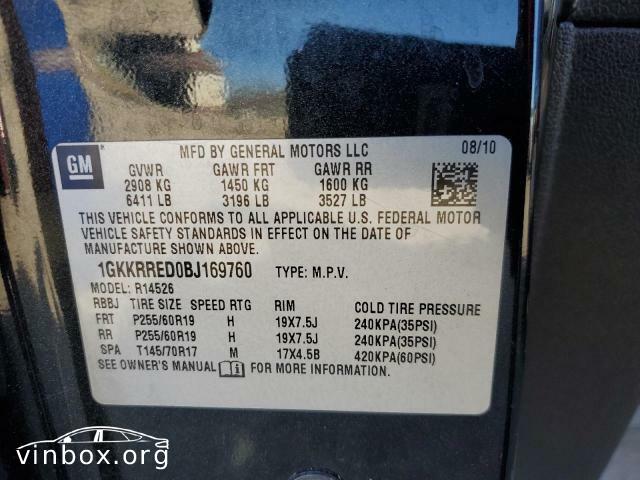 GM
MFD BY GENERAL MOTORS LLC 08/10
GVWR GAWR FRT GAWR RR
2908 KG 1450 KG 1600 KG
6411 LB 3196 LB 3527 LB
THIS VEHICLE CONFORMS TO ALL APPLICABLE U.S. FEDERAL MOTOR
VEHICLE SAFETY STANDARDS IN EFFECT ON THE DATE OF
MANUFACTURE SHOWN ABOVE.
1GKKRRED0BJ169760 TYPE: M.P.V.
MODEL: R14526
RBBJ TIRE SIZE SPEED RTG RIM COLD TIRE PRESSURE
FRT P255/60R19 H 19X7.5J 240KPA(35PSI)
RR P255/60R19 H 19X7.5J 240KPA(35PSI)
SPA T145/70R17 M 17X4.5B 420KPA(60PSI)
SEE OWNER'S MANUAL FOR MORE INFORMATION.
vinbox.org